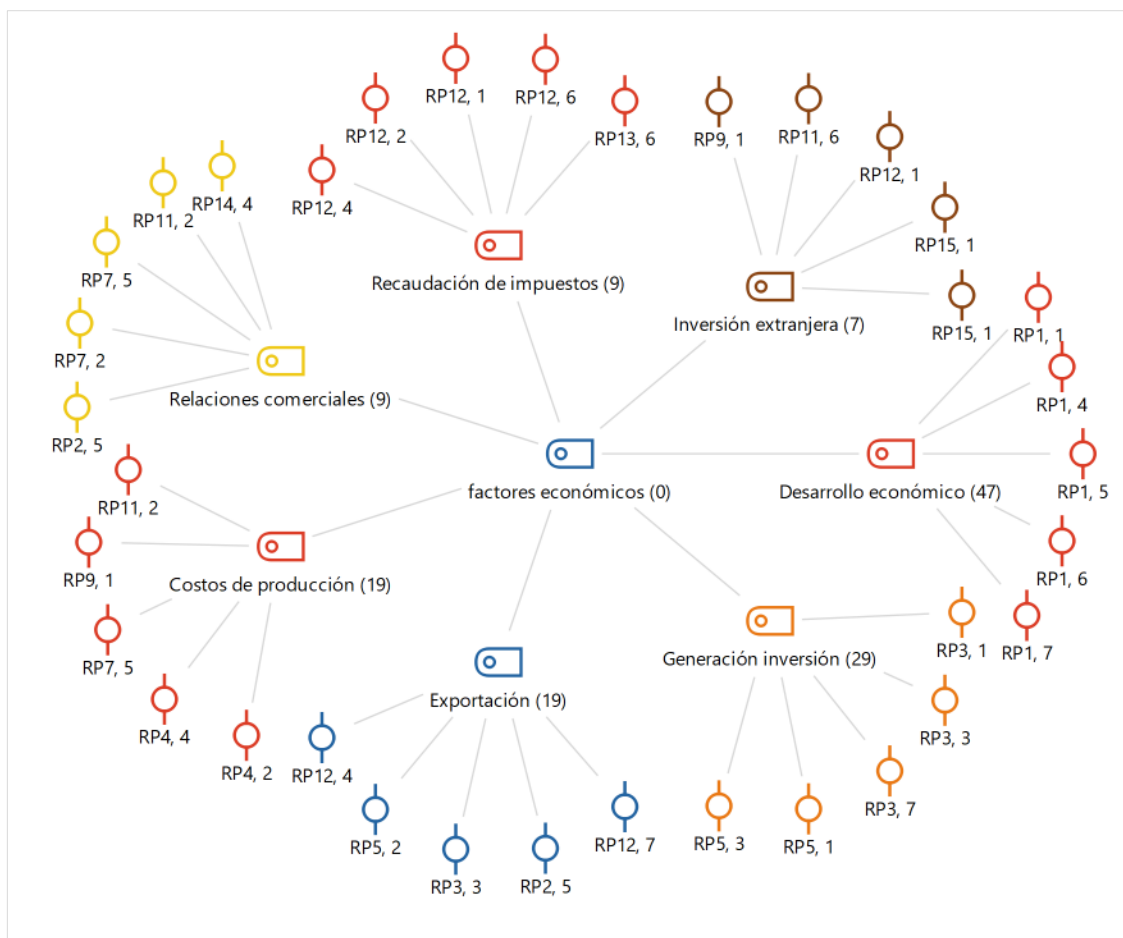 RP12, 1
RP12, 6
RP12, 2
RP13, 6
RP9, 1
RP11, 6
RP12, 1
RP12, 4
RP14, 4
RP11, 2
RP15, 1
RP7, 5
Recaudación de impuestos (9)
Inversión extranjera (7)
RP15, 1
RP1, 1
RP7, 2
Relaciones comerciales (9)
RP1, 4
RP2, 5
factores económicos (0)
Desarrollo económico (47)
RP1, 5
RP11, 2
RP9, 1
Costos de producción (19)
RP1, 6
RP7, 5
RP3, 1
RP1, 7
Generación inversión (29)
Exportación (19)
RP4, 4
RP3, 3
RP4, 2
RP12, 4
RP3, 7
RP5, 2
RP12, 7
RP5, 3
RP5, 1
RP3, 3
RP2, 5